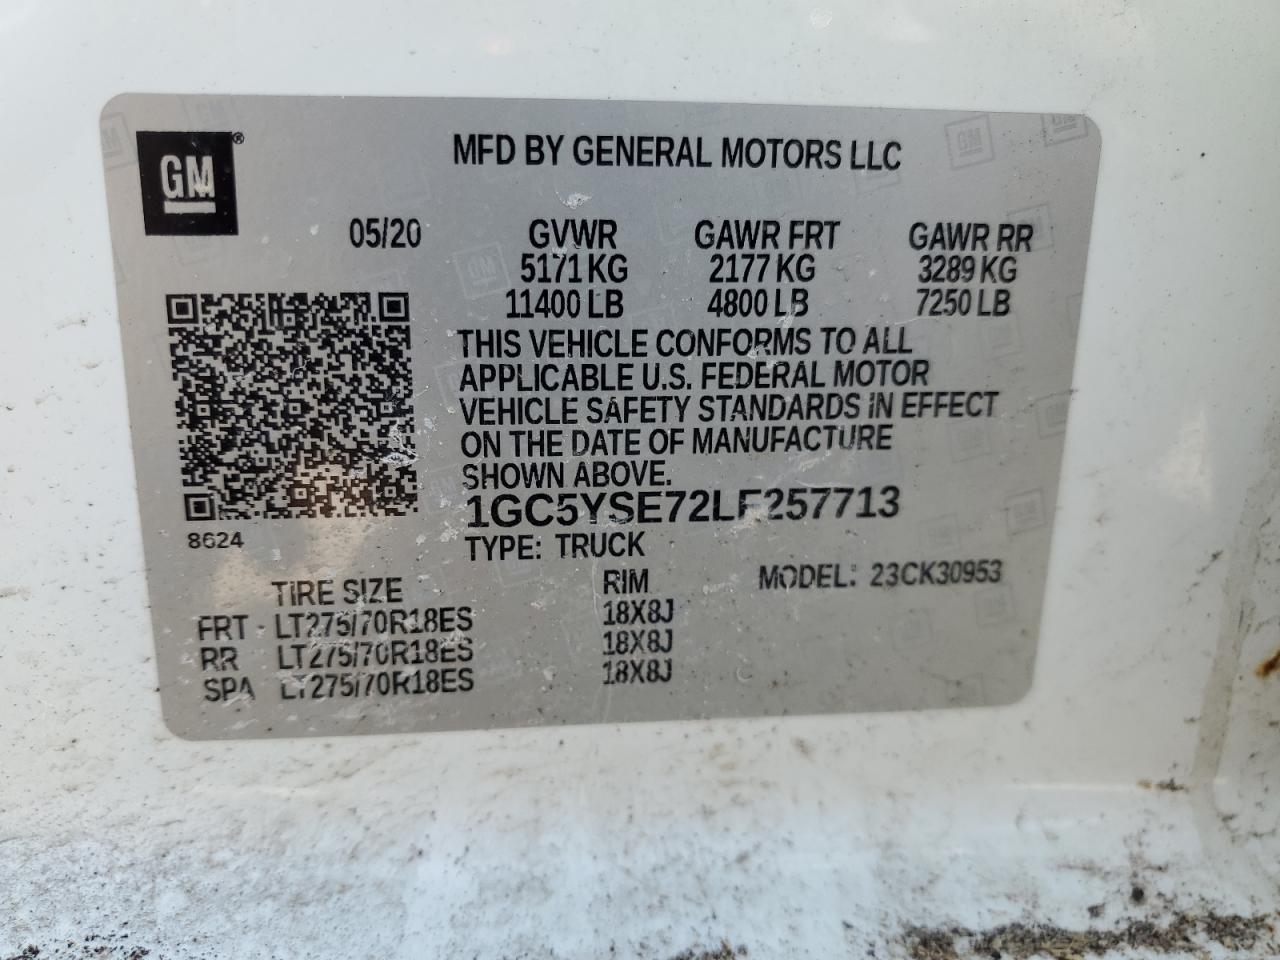 GM®
MFD BY GENERAL MOTORS LLC
05/20 GVWR GAWR FRT GAWR RR
5171 KG 2177 KG 3289 KG
11400 LB 4800 LB 7250 LB
THIS VEHICLE CONFORMS TO ALL
APPLICABLE U.S. FEDERAL MOTOR
VEHICLE SAFETY STANDARDS IN EFFECT
ON THE DATE OF MANUFACTURE
SHOWN ABOVE.
1GC5YSE72LF257713
8624
TYPE: TRUCK
TIRE SIZE RIM MODEL: 23CK30953
FRT - LT275/70R18ES 18X8J
RR LT275/70R18ES 18X8J
SPA LT275/70R18ES 18X8J